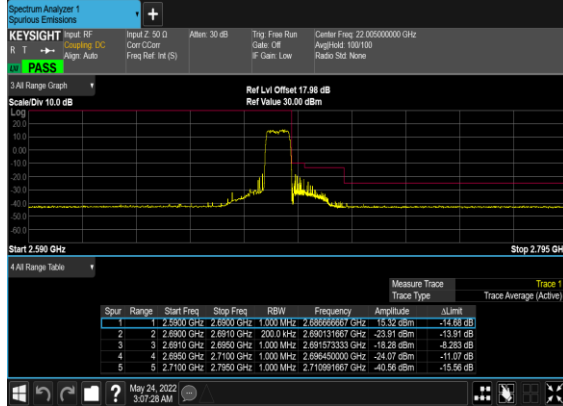 Spectrum Analyzer 1
Spurious Emissions
+
KEYSIGHT Input: RF Input Z: 50 Ω Atten: 30 dB Trig: Free Run Center Freq: 22.005000000 GHz
R T Coupling: DC Corr CCorr Gate: Off Avg|Hold: 100/100
Align: Auto Freq Ref: Int (S) IF Gain: Low Radio Std: None
PASS
3 All Range Graph
Ref Lvl Offset 17.98 dB
Scale/Div 10.0 dB Ref Value 30.00 dBm
Log
20.0
10.0
0.00
-10.0
-20.0
-30.0
-40.0
-50.0
-60.0
Start 2.590 GHz Stop 2.795 GH
4 All Range Table
Measure Trace Trace 1
Trace Type Trace Average (Active)
Spur Range Start Freq Stop Freq RBW Frequency Amplitude ΔLimit
1 1 2.5900 GHz 2.6900 GHz 1.000 MHz 2.686666667 GHz 15.32 dBm -14.68 dB
2 2 2.6900 GHz 2.6910 GHz 200.0 kHz 2.690131667 GHz -23.91 dBm -13.91 dB
3 3 2.6910 GHz 2.6950 GHz 1.000 MHz 2.691573333 GHz -18.28 dBm -8.283 dB
4 4 2.6950 GHz 2.7100 GHz 1.000 MHz 2.696450000 GHz -24.07 dBm -11.07 dB
5 5 2.7100 GHz 2.7950 GHz 1.000 MHz 2.710991667 GHz -40.56 dBm -15.56 dB
? May 24, 2022
3:07:28 AM